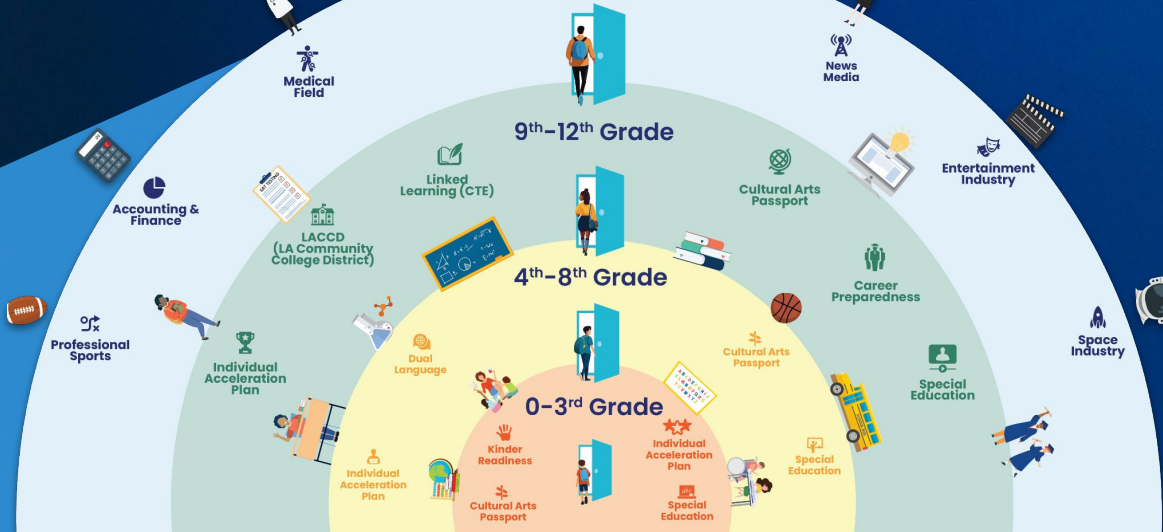 Medical
Field
News
Media
9th-12th Grade
Entertainment
Industry
Linked
Learning (CTE)
Cultural Arts
Passport
Accounting &
Finance
LACCD
(LA Community
College District)
4th-8th Grade
Career
Preparedness
Professional
Sports
Space
Industry
Individual
Acceleration
Plan
Dual
Language
Cultural Arts
Passport
Special
Education
0-3rd Grade
Kinder
Readiness
Individual
Acceleration
Plan
Individual
Acceleration
Plan
Special
Education
Cultural Arts
Passport
Special
Education